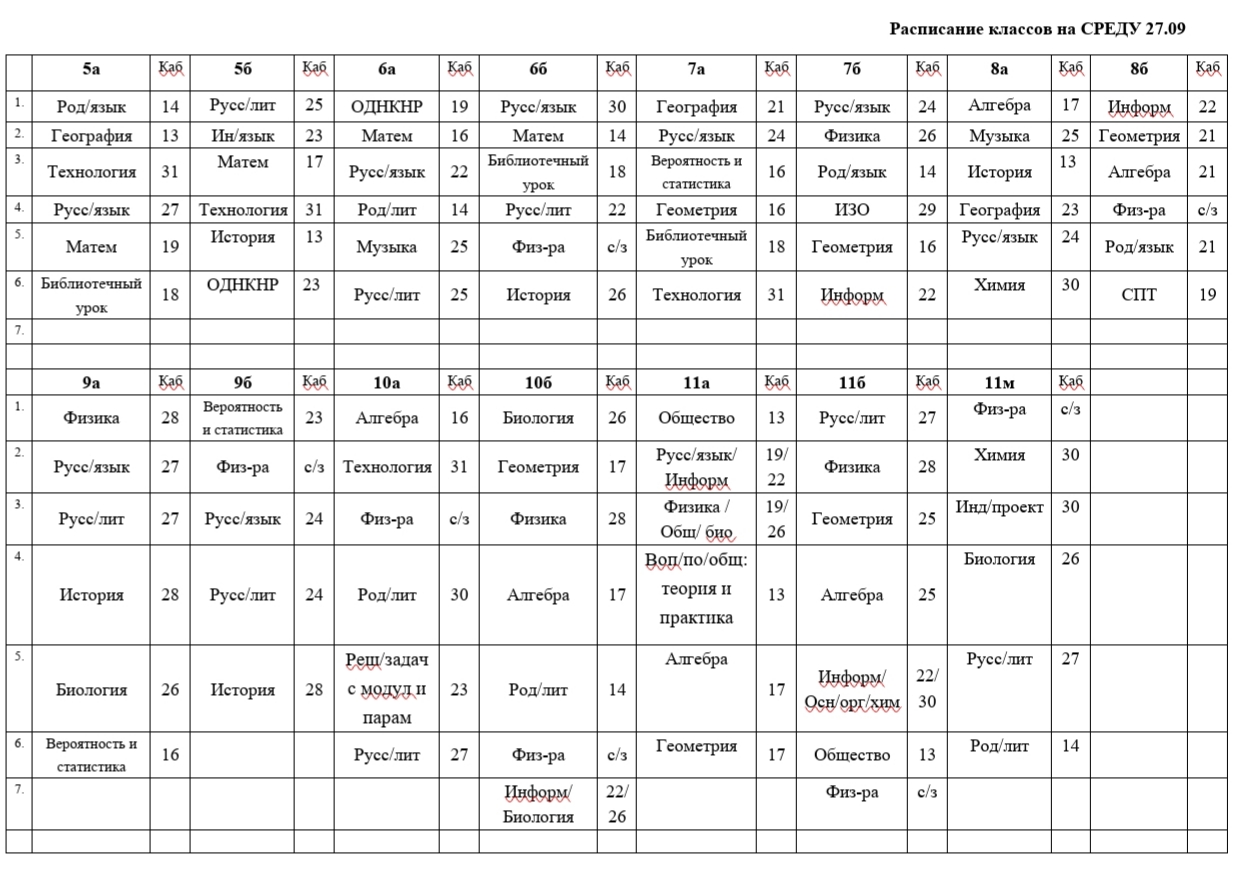 Расписание классов на СРЕДУ 27.09
5а Каб 5б Каб 6а Каб 6б Каб 7а Каб 7б Каб 8а Каб 8б Каб
1. Род/язык 14 Русс/лит 25 ОДНКНР 19 Русс/язык 30 География 21 Русс/язык 24 Алгебра 17 Информ 22
2. География 13 Ин/язык 23 Матем 16 Матем 14 Русс/язык 24 Физика 26 Музыка 25 Геометрия 21
3. Технология 31 Матем 17 Русс/язык 22 Библиотечный урок 18 Вероятность и статистика 16 Род/язык 14 История 13 Алгебра 21
4. Русс/язык 27 Технология 31 Род/лит 14 Русс/лит 22 Геометрия 16 ИЗО 29 География 23 Физ-ра с/з
5. Матем 19 История 13 Музыка 25 Физ-ра с/з Библиотечный урок 18 Геометрия 16 Русс/язык 24 Род/язык 21
6. Библиотечный урок 18 ОДНКНР 23 Русс/лит 25 История 26 Технология 31 Информ 22 Химия 30 СПТ 19
7.
9а Каб 9б Каб 10а Каб 10б Каб 11а Каб 11б Каб 11м Каб
1. Физика 28 Вероятность и статистика 23 Алгебра 16 Биология 26 Общество 13 Русс/лит 27 Физ-ра с/з
2. Русс/язык 27 Физ-ра с/з Технология 31 Геометрия 17 Русс/язык/ Информ 19/ 22 Физика 28 Химия 30
3. Русс/лит 27 Русс/язык 24 Физ-ра с/з Физика 28 Физика / Общ/ био 19/ 26 Геометрия 25 Инд/проект 30
4. История 28 Русс/лит 24 Род/лит 30 Алгебра 17 Воп/по/общ: теория и практика 13 Алгебра 25 Биология 26
5. Биология 26 История 28 Реш/задач с модул и парам 23 Род/лит 14 Алгебра 17 Информ/ Осн/орг/хим 22/ 30 Русс/лит 27
6. Вероятность и статистика 16 Русс/лит 27 Физ-ра с/з Геометрия 17 Общество 13 Род/лит 14
7. Информ/ Биология 22/ 26 Физ-ра с/з